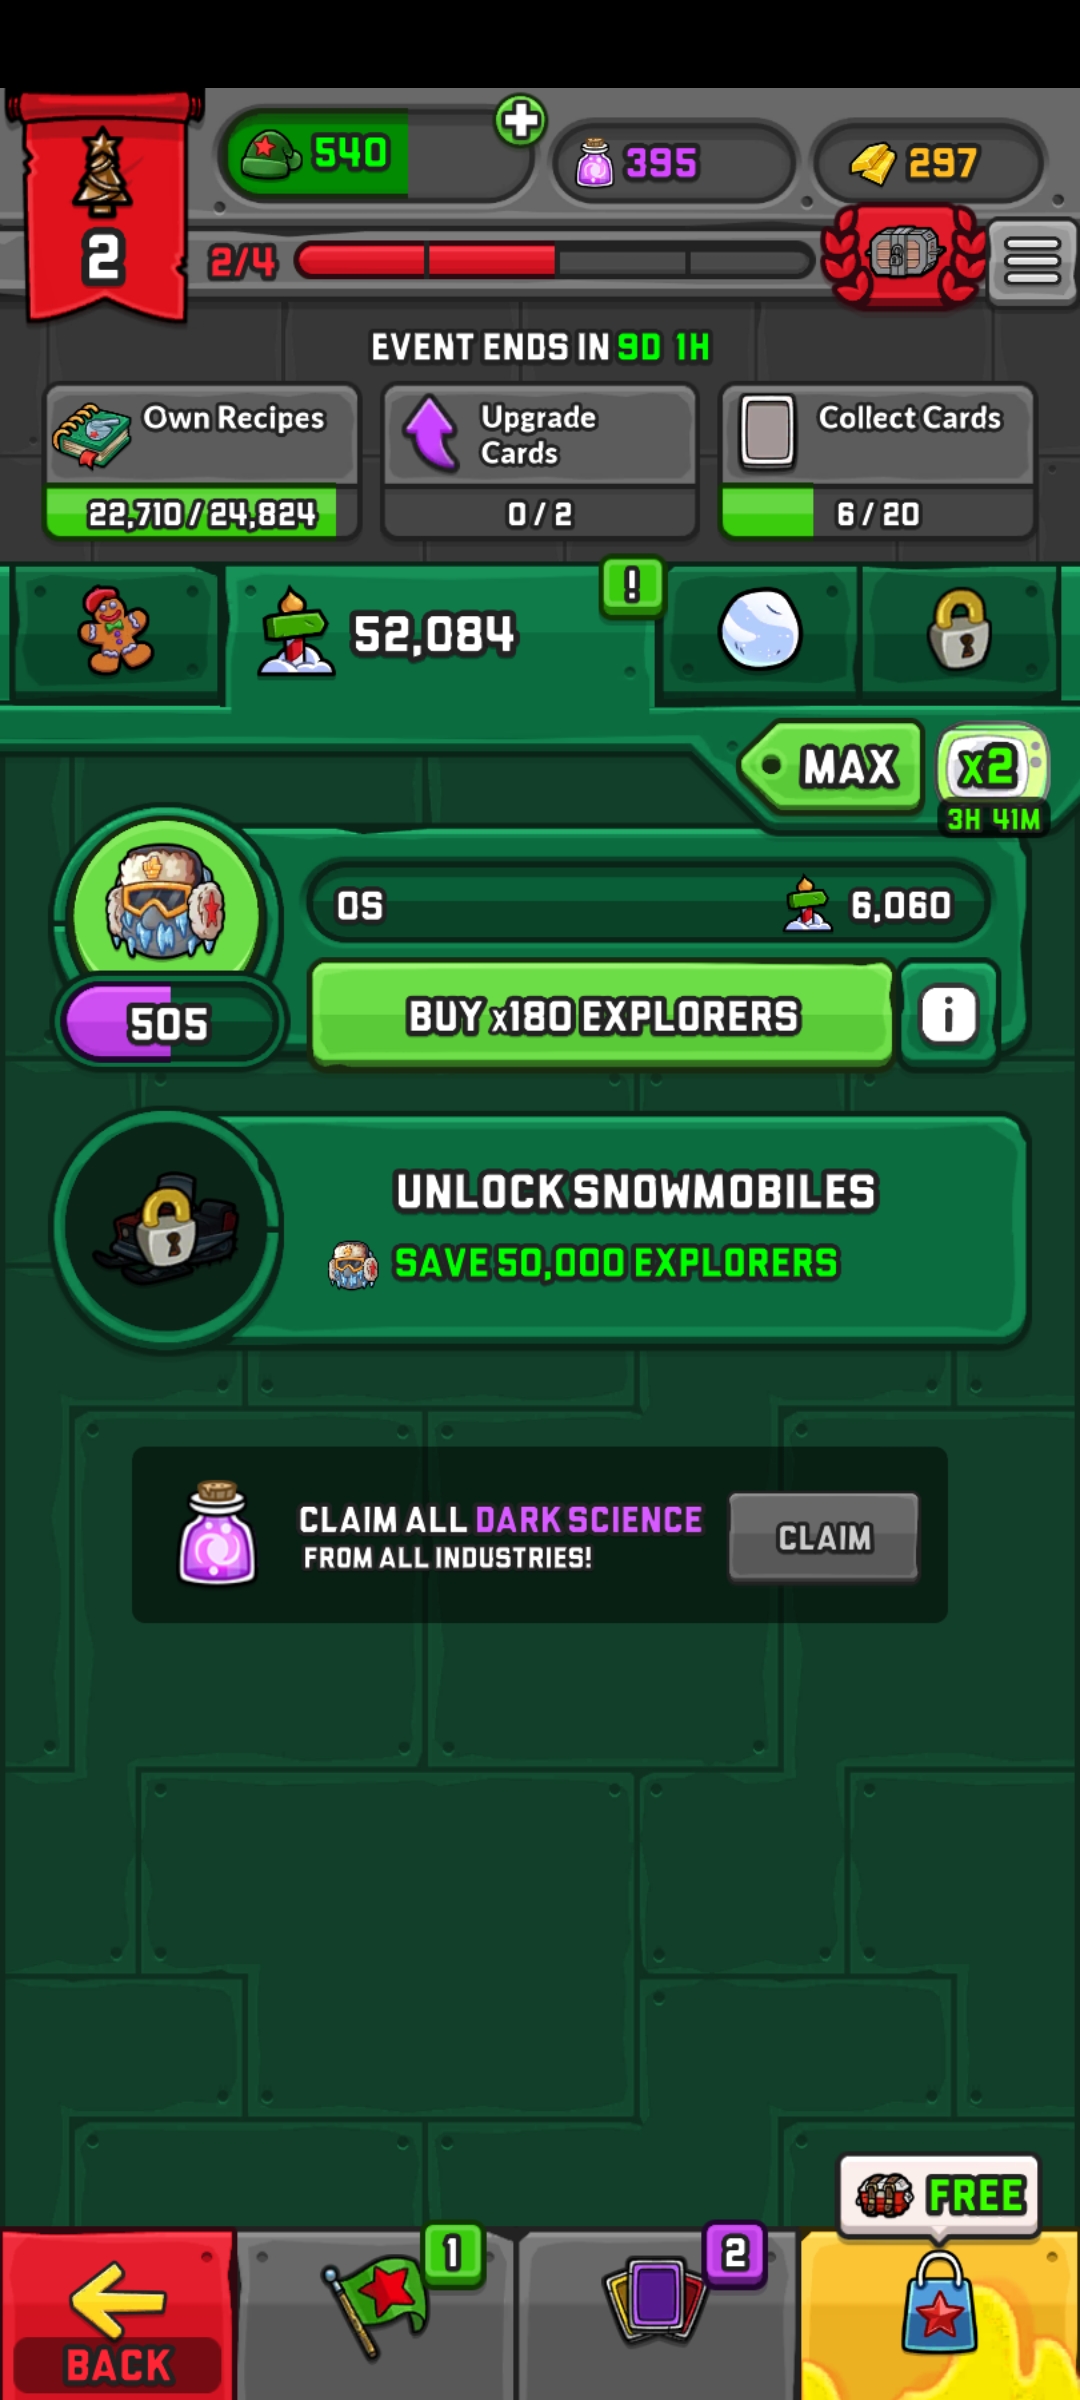 540
395
297
2
2/4
EVENT ENDS IN 9D 1H
Own Recipes
22,710/24,824
Upgrade
Cards
0/2
Collect Cards
6/20
52,084
!
MAX
x2
3H 41M
0S
6,060
505
BUY x180 EXPLORERS
i
UNLOCK SNOWMOBILES
SAVE 50,000 EXPLORERS
CLAIM ALL DARK SCIENCE
FROM ALL INDUSTRIES!
CLAIM
FREE
1
2
BACK